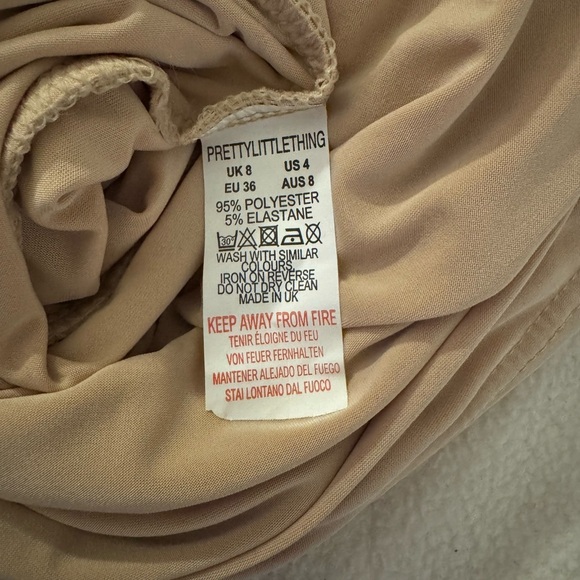 PRETTYLITTLETHING
UK 8 US 4
EU 36 AUS 8
95% POLYESTER
5% ELASTANE
30°
WASH WITH SIMILAR
COLOURS
IRON ON REVERSE
DO NOT DRY CLEAN
MADE IN UK
KEEP AWAY FROM FIRE
TENIR ÉLOIGNE DU FEU
VON FEUER FERNHALTEN
MANTENER ALEJADO DEL FUEGO
STAI LONTANO DAL FUOCO